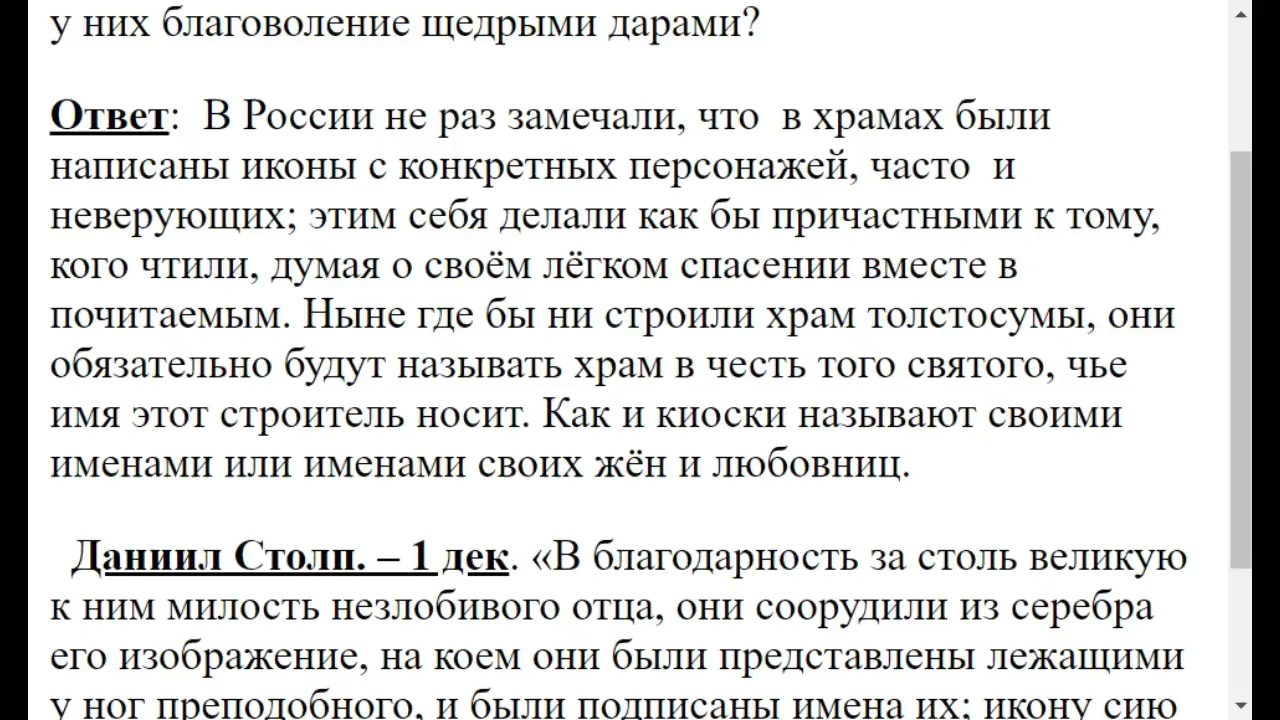 у них благоволение щедрыми дарами?
Ответ:  В России не раз замечали, что  в храмах были
написаны иконы с конкретных персонажей, часто  и
неверующих; этим себя делали как бы причастными к тому,
кого чтили, думая о своём лёгком спасении вместе в
почитаемым. Ныне где бы ни строили храм толстосумы, они
обязательно будут называть храм в честь того святого, чье
имя этот строитель носит. Как и киоски называют своими
именами или именами своих жён и любовниц.
Даниил Столп. – 1 дек. «В благодарность за столь великую
к ним милость незлобивого отца, они соорудили из серебра
его изображение, на коем они были представлены лежащими
у ног преподобного, и были подписаны имена их; икону сию